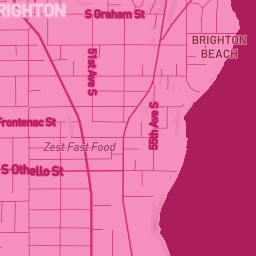 RIGHTON
S Graham St
BRIGHTON
BEACH
51st Ave S
55th Ave S
Frontenac St
Zest Fast Food
S Othello St